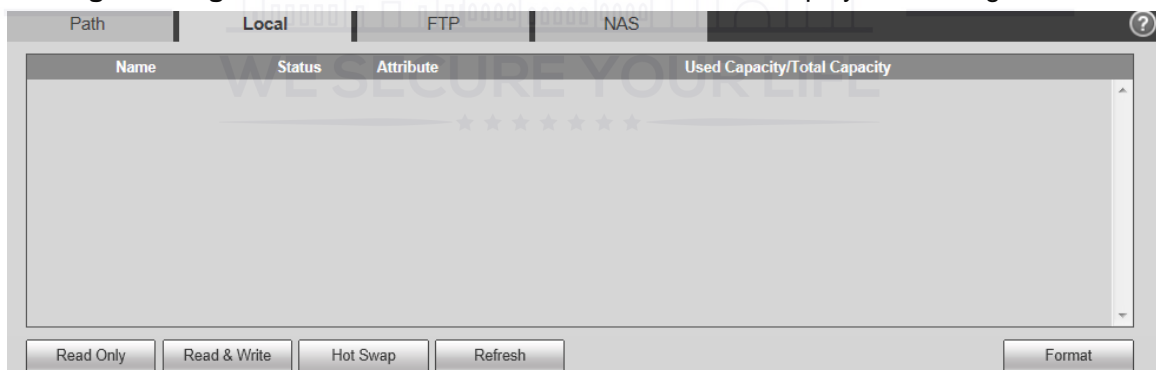 Path Local FTP NAS ?
Name Status Attribute Used Capacity/Total Capacity
WE SECURE YOUR LIFE
Read Only Read & Write Hot Swap Refresh Format